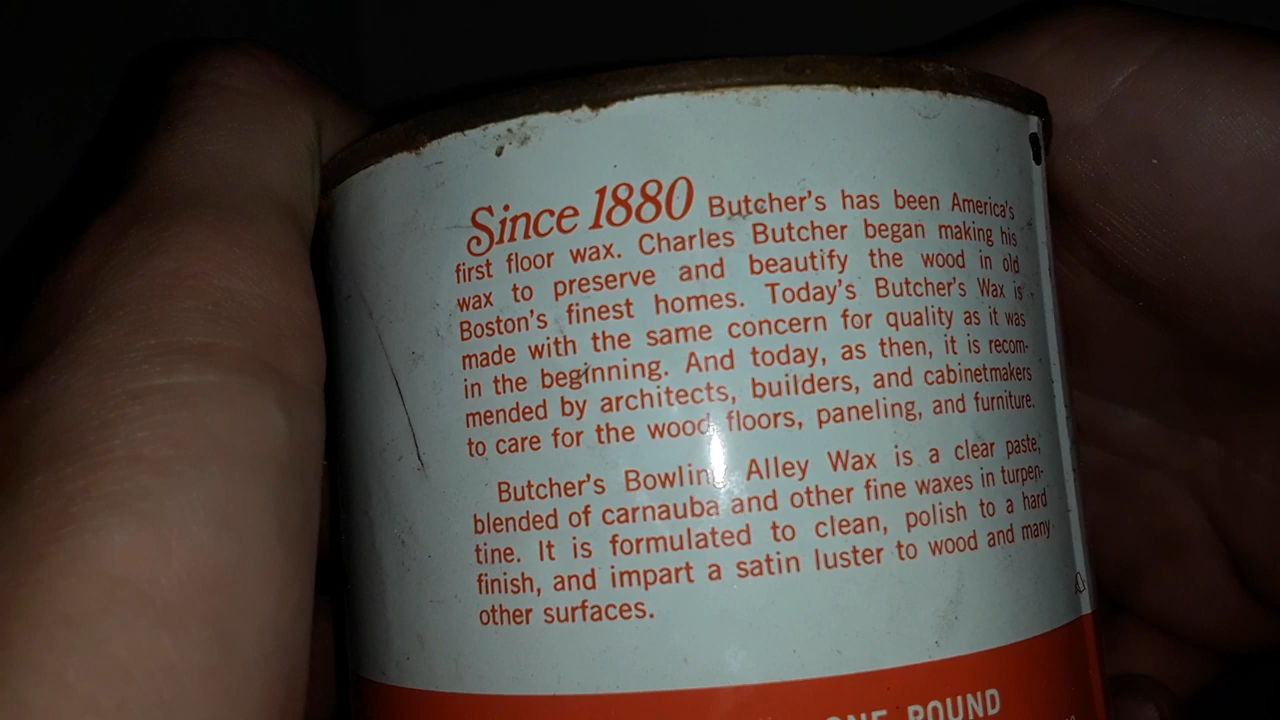 Since 1880 Butcher's has been America's
first floor wax. Charles Butcher began making his
wax to preserve and beautify the wood in old
Boston's finest homes. Today's Butcher's Wax is
made with the same concern for quality as it was
in the beginning. And today, as then, it is recom-
mended by architects, builders, and cabinetmakers
to care for the wood floors, paneling, and furniture.
Butcher's Bowling Alley Wax is a clear paste,
blended of carnauba and other fine waxes in turpen-
tine. It is formulated to clean, polish to a hard
finish, and impart a satin luster to wood and many
other surfaces.
ONE POUND